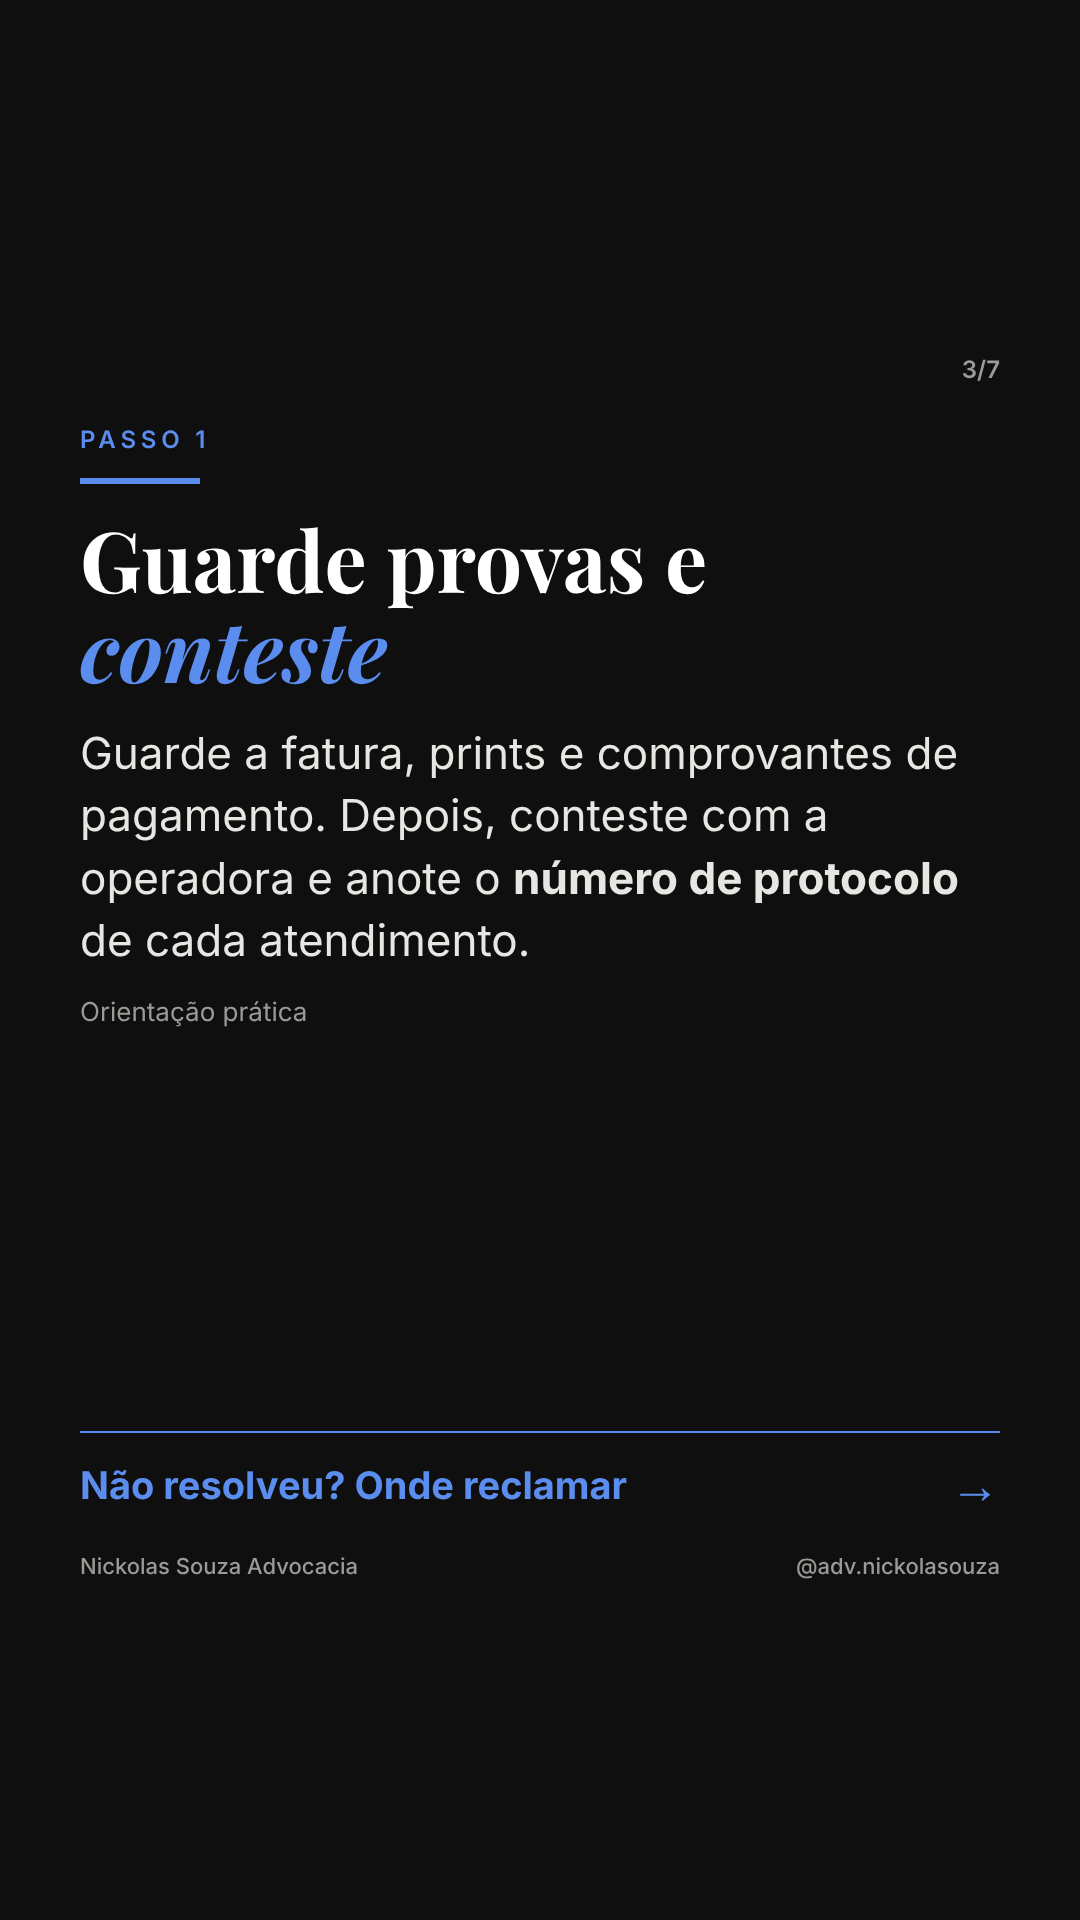 3/7
PASSO 1
Guarde provas e
conteste
Guarde a fatura, prints e comprovantes de
pagamento. Depois, conteste com a
operadora e anote o número de protocolo
de cada atendimento.
Orientação prática
Não resolveu? Onde reclamar →
Nickolas Souza Advocacia @adv.nickolasouza